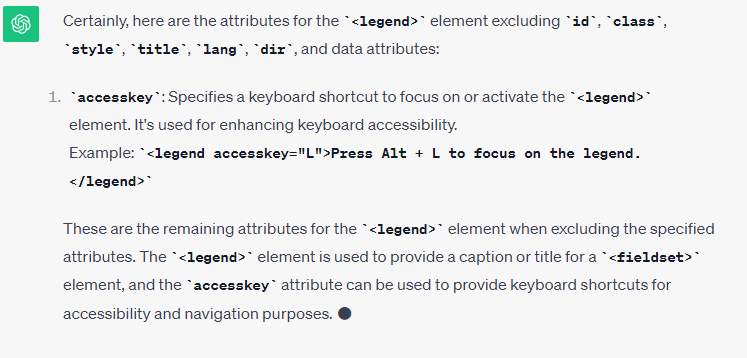 Certainly, here are the attributes for the `<legend>` element excluding `id`, `class`,
`style`, `title`, `lang`, `dir`, and data attributes:
1. `accesskey`: Specifies a keyboard shortcut to focus on or activate the `<legend>`
element. It's used for enhancing keyboard accessibility.
Example: `<legend accesskey="L">Press Alt + L to focus on the legend.
</legend>`
These are the remaining attributes for the `<legend>` element when excluding the specified
attributes. The `<legend>` element is used to provide a caption or title for a `<fieldset>`
element, and the `accesskey` attribute can be used to provide keyboard shortcuts for
accessibility and navigation purposes.